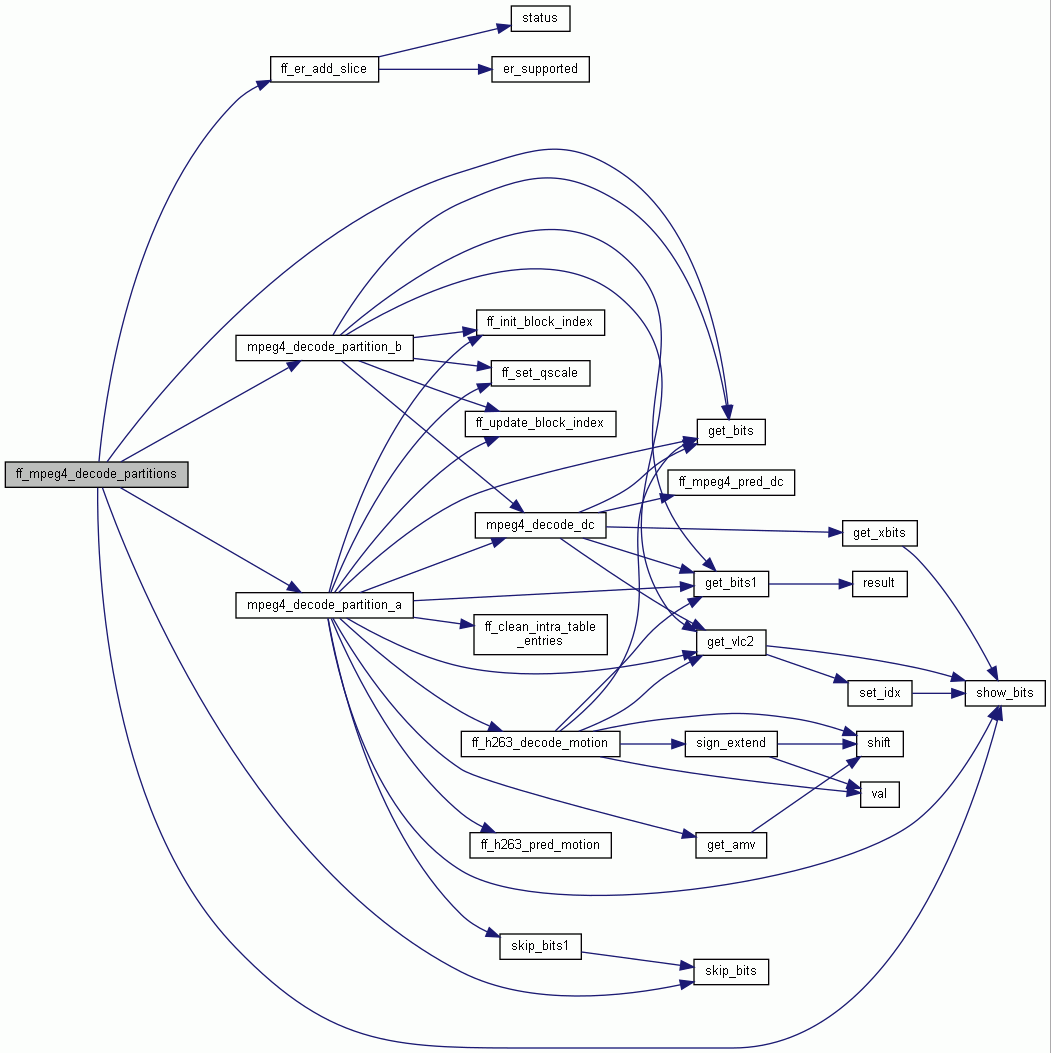 status
ff_er_add_slice
er_supported
ff_init_block_index
mpeg4_decode_partition_b
ff_set_qscale
ff_update_block_index
get_bits
ff_mpeg4_decode_partitions
ff_mpeg4_pred_dc
mpeg4_decode_dc
get_xbits
get_bits1
result
mpeg4_decode_partition_a
ff_clean_intra_table
_entries
get_vlc2
set_idx
show_bits
ff_h263_decode_motion
sign_extend
shift
val
ff_h263_pred_motion
get_amv
skip_bits1
skip_bits